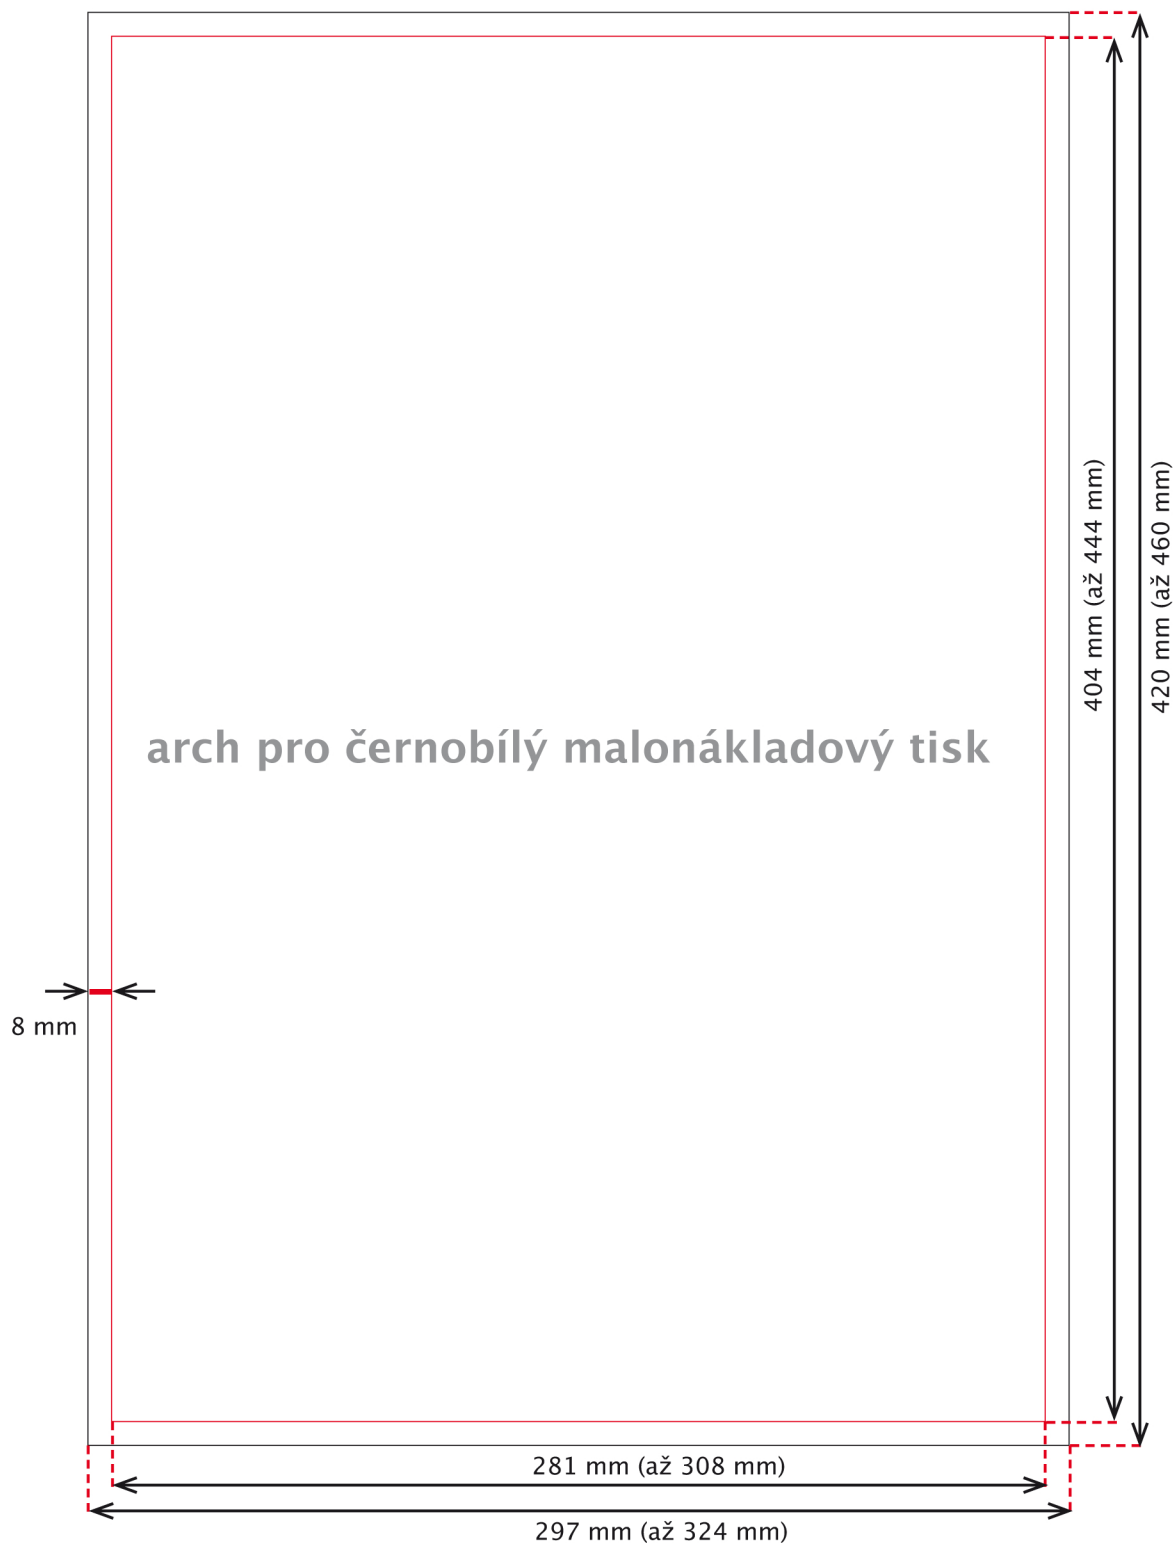 404 mm (až 444 mm)
420 mm (až 460 mm)
arch pro černobílý malonákladový tisk
8 mm
281 mm (až 308 mm)
297 mm (až 324 mm)